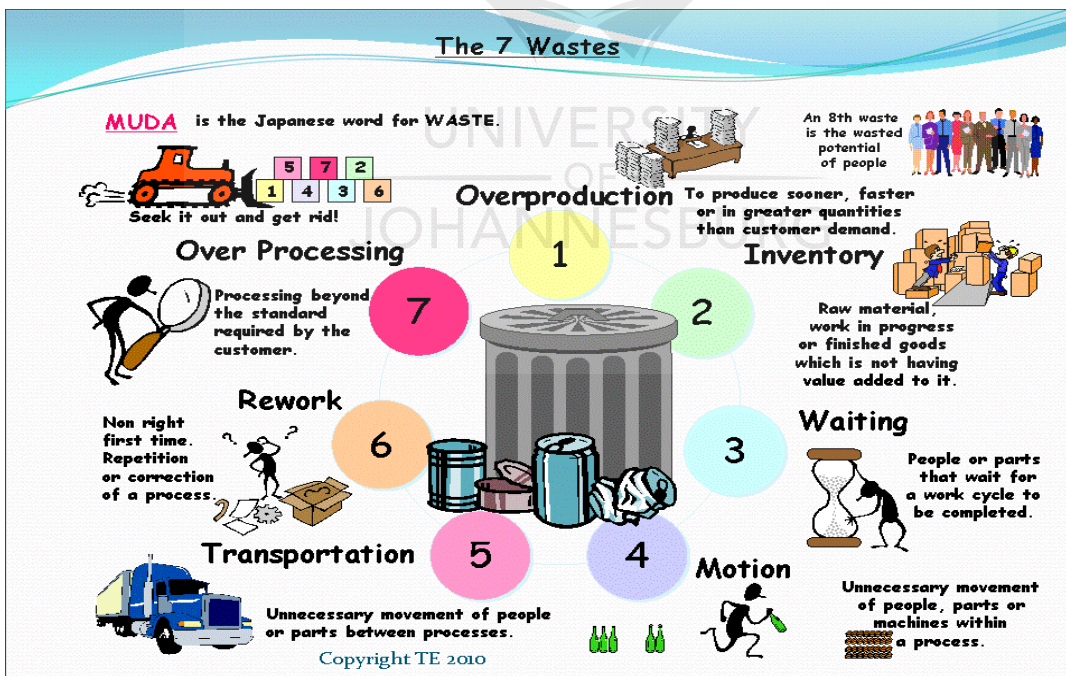 The 7 Wastes
MUDA is the Japanese word for WASTE.
5 7 2
1 4 3 6
Seek it out and get rid!
UNIVERSITY
OF
JOHANNESBURG
An 8th waste
is the wasted
potential
of people
Overproduction
To produce sooner, faster
or in greater quantities
than customer demand.
1
Inventory
Raw material,
work in progress
or finished goods
which is not having
value added to it.
2
Waiting
People or parts
that wait for
a work cycle to
be completed.
3
Motion
Unnecessary movement
of people, parts or
machines within
a process.
4
Transportation
Unnecessary movement of people
or parts between processes.
5
Rework
Non right
first time.
Repetition
or correction
of a process.
? ?
6
Over Processing
Processing beyond
the standard
required by the
customer.
7
Copyright TE 2010